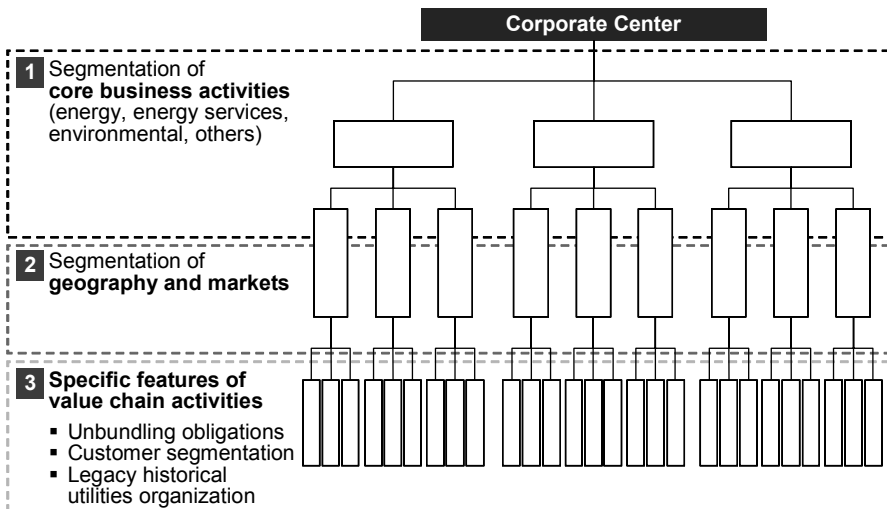 Corporate Center
1 Segmentation of
core business activities
(energy, energy services,
environmental, others)
2 Segmentation of
geography and markets
3 Specific features of
value chain activities
▪ Unbundling obligations
▪ Customer segmentation
▪ Legacy historical
utilities organization